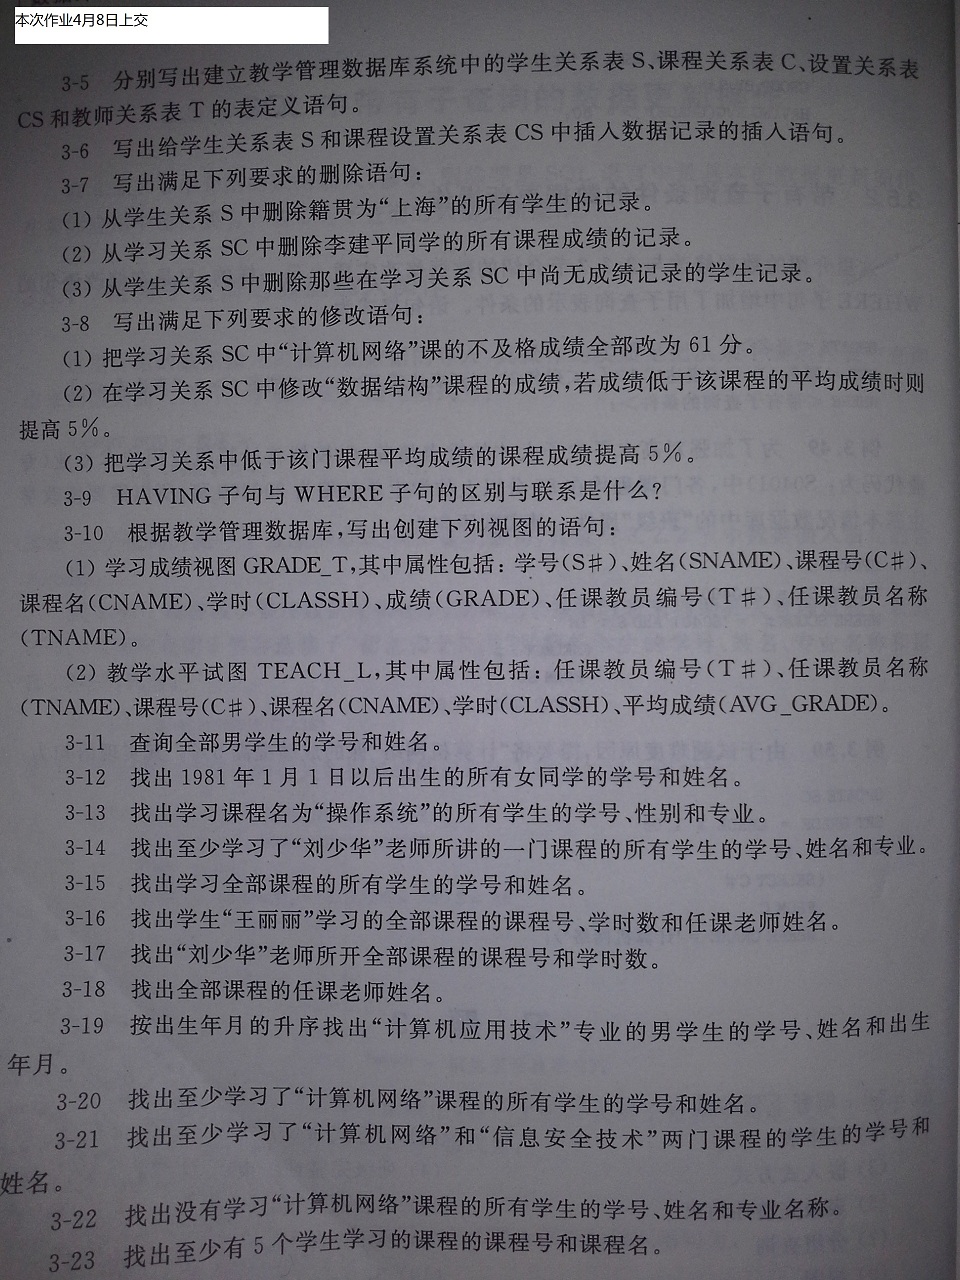 本次作业4月8日上交
3-5 分别写出建立教学管理数据库系统中的学生关系表S、课程关系表C、设置关系表
CS和教师关系表T的表定义语句。
3-6 写出给学生关系表S和课程设置关系表CS中插入数据记录的插入语句。
3-7 写出满足下列要求的删除语句：
(1) 从学生关系S中删除籍贯为“上海”的所有学生的记录。
(2) 从学习关系SC中删除李建平同学的所有课程成绩的记录。
(3) 从学生关系S中删除那些在学习关系SC中尚无成绩记录的学生记录。
3-8 写出满足下列要求的修改语句：
(1) 把学习关系SC中“计算机网络”课的不及格成绩全部改为61分。
(2) 在学习关系SC中修改“数据结构”课程的成绩，若成绩低于该课程的平均成绩时则
提高5%。
(3) 把学习关系中低于该门课程平均成绩的课程成绩提高5%。
3-9 HAVING子句与WHERE子句的区别与联系是什么？
3-10 根据教学管理数据库，写出创建下列视图的语句：
(1) 学习成绩视图GRADE_T，其中属性包括：学号(S#)、姓名(SNAME)、课程号(C#)、
课程名(CNAME)、学时(CLASSH)、成绩(GRADE)、任课教员编号(T#)、任课教员名称
(TNAME)。
(2) 教学水平试图TEACH_L，其中属性包括：任课教员编号(T#)、任课教员名称
(TNAME)、课程号(C#)、课程名(CNAME)、学时(CLASSH)、平均成绩(AVG_GRADE)。
3-11 查询全部男学生的学号和姓名。
3-12 找出1981年1月1日以后出生的所有女同学的学号和姓名。
3-13 找出学习课程名为“操作系统”的所有学生的学号、性别和专业。
3-14 找出至少学习了“刘少华”老师所讲的一门课程的所有学生的学号、姓名和专业。
3-15 找出学习全部课程的所有学生的学号和姓名。
3-16 找出学生“王丽丽”学习的全部课程的课程号、学时数和任课老师姓名。
3-17 找出“刘少华”老师所开全部课程的课程号和学时数。
3-18 找出全部课程的任课老师姓名。
3-19 按出生年月的升序找出“计算机应用技术”专业的男学生的学号、姓名和出生
年月。
3-20 找出至少学习了“计算机网络”课程的所有学生的学号和姓名。
3-21 找出至少学习了“计算机网络”和“信息安全技术”两门课程的学生的学号和
姓名。
3-22 找出没有学习“计算机网络”课程的所有学生的学号、姓名和专业名称。
3-23 找出至少有5个学生学习的课程的课程号和课程名。